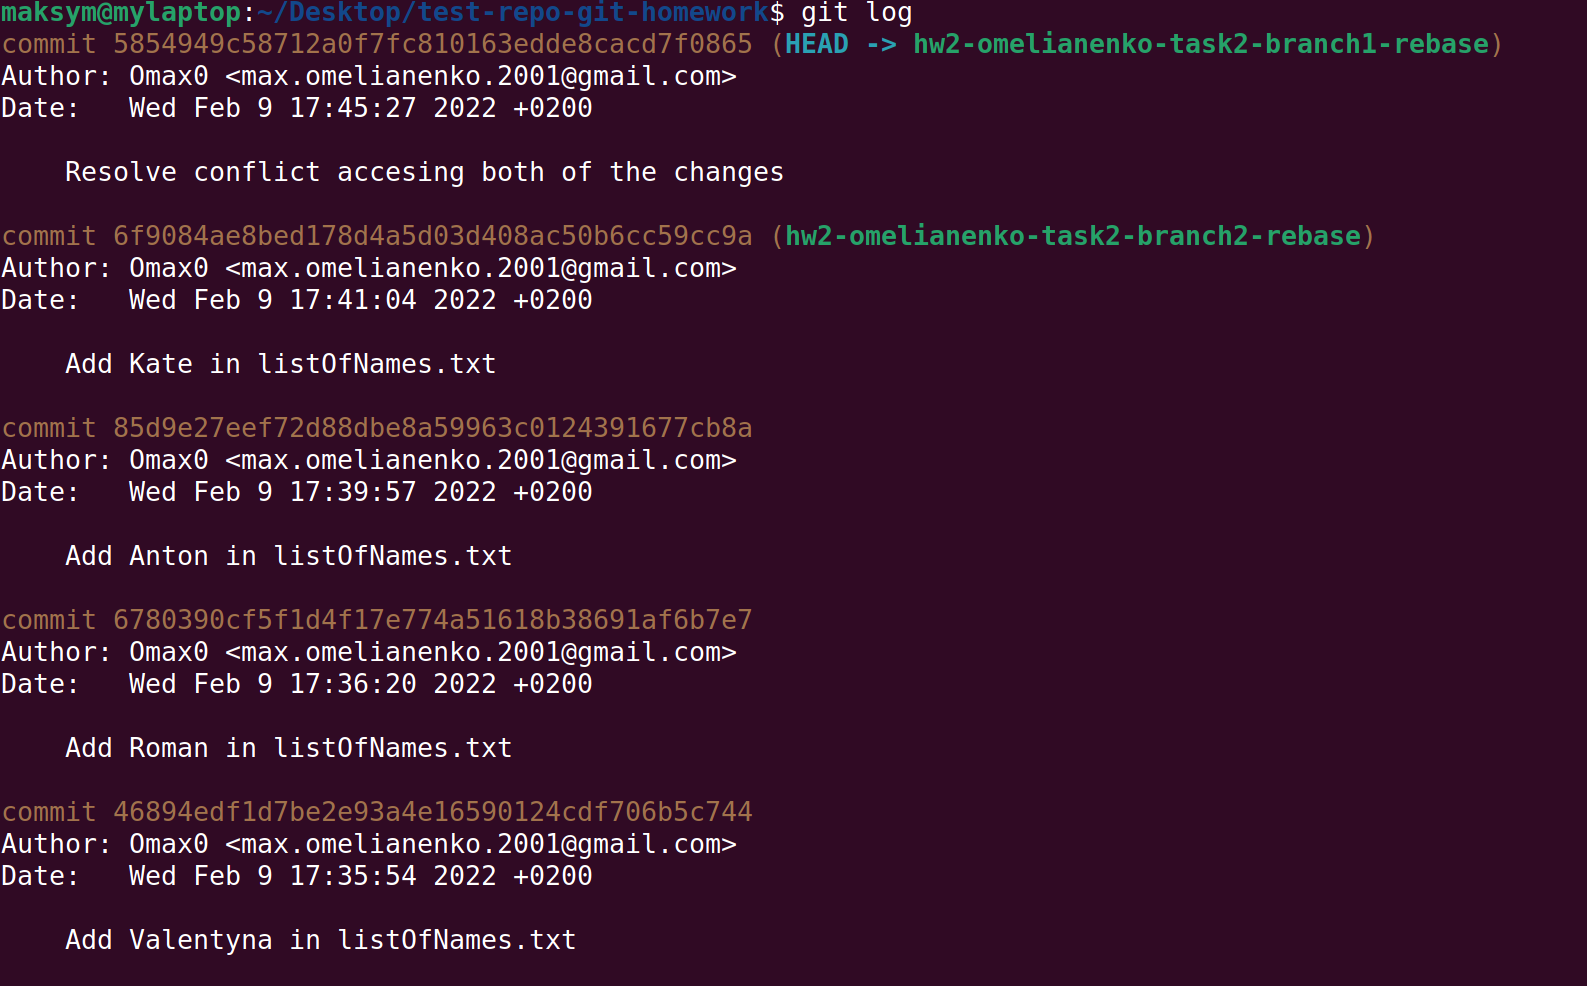 maksym@mylaptop:~/Desktop/test-repo-git-homework$ git log
commit 5854949c58712a0f7fc810163edde8cacd7f0865 (HEAD -> hw2-omelianenko-task2-branch1-rebase)
Author: Omax0 <max.omelianenko.2001@gmail.com>
Date:   Wed Feb 9 17:45:27 2022 +0200

    Resolve conflict accesing both of the changes

commit 6f9084ae8bed178d4a5d03d408ac50b6cc59cc9a (hw2-omelianenko-task2-branch2-rebase)
Author: Omax0 <max.omelianenko.2001@gmail.com>
Date:   Wed Feb 9 17:41:04 2022 +0200

    Add Kate in listOfNames.txt

commit 85d9e27eef72d88dbe8a59963c0124391677cb8a
Author: Omax0 <max.omelianenko.2001@gmail.com>
Date:   Wed Feb 9 17:39:57 2022 +0200

    Add Anton in listOfNames.txt

commit 6780390cf5f1d4f17e774a51618b38691af6b7e7
Author: Omax0 <max.omelianenko.2001@gmail.com>
Date:   Wed Feb 9 17:36:20 2022 +0200

    Add Roman in listOfNames.txt

commit 46894edf1d7be2e93a4e16590124cdf706b5c744
Author: Omax0 <max.omelianenko.2001@gmail.com>
Date:   Wed Feb 9 17:35:54 2022 +0200

    Add Valentyna in listOfNames.txt